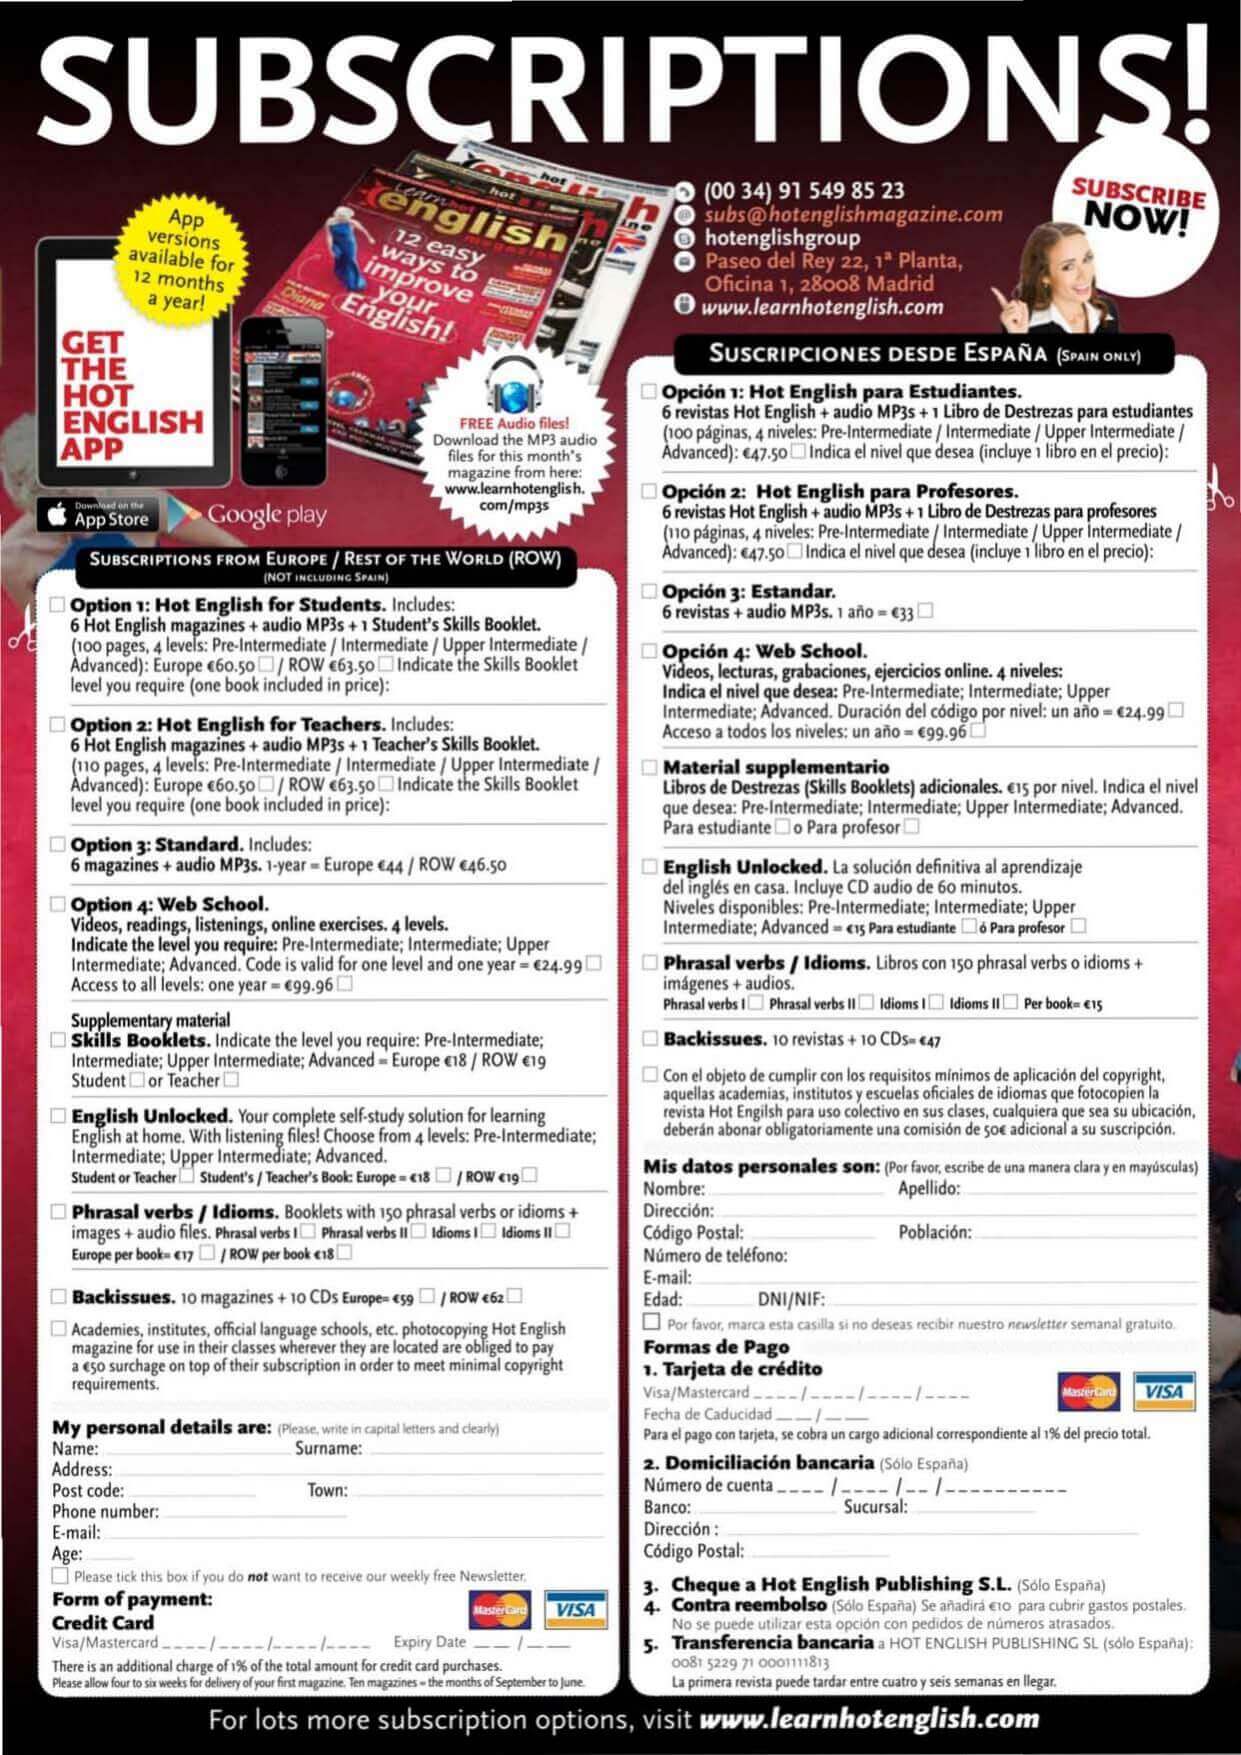 SUBSCRIPTIONS!
App
versions
available for
12 months
a year!
GET
THE
HOT
ENGLISH
APP
Download on the
App Store
Google play
Learn hot
english
magazine
12 easy
ways to
improve
your
English!
Diana
FREE Audio files!
Download the MP3 audio
files for this month's
magazine from here:
www.learnhotenglish.
com/mp3s
(00 34) 91 549 85 23
subs@hotenglishmagazine.com
hotenglishgroup
Paseo del Rey 22, 1ª Planta,
Oficina 1, 28008 Madrid
www.learnhotenglish.com
SUBSCRIBE
NOW!
SUBSCRIPTIONS FROM EUROPE / REST OF THE WORLD (ROW)
(NOT INCLUDING SPAIN)
Option 1: Hot English for Students. Includes:
6 Hot English magazines + audio MP3s + 1 Student's Skills Booklet.
(100 pages, 4 levels: Pre-Intermediate / Intermediate / Upper Intermediate /
Advanced): Europe €60.50 / ROW €63.50 Indicate the Skills Booklet
level you require (one book included in price):
Option 2: Hot English for Teachers. Includes:
6 Hot English magazines + audio MP3s + 1 Teacher's Skills Booklet.
(110 pages, 4 levels: Pre-Intermediate / Intermediate / Upper Intermediate /
Advanced): Europe €60.50 / ROW €63.50 Indicate the Skills Booklet
level you require (one book included in price):
Option 3: Standard. Includes:
6 magazines + audio MP3s. 1-year = Europe €44 / ROW €46.50
Option 4: Web School.
Videos, readings, listenings, online exercises. 4 levels.
Indicate the level you require: Pre-Intermediate; Intermediate; Upper
Intermediate; Advanced. Code is valid for one level and one year = €24.99
Access to all levels: one year = €99.96
Supplementary material
Skills Booklets. Indicate the level you require: Pre-Intermediate;
Intermediate; Upper Intermediate; Advanced = Europe €18 / ROW €19
Student or Teacher
English Unlocked. Your complete self-study solution for learning
English at home. With listening files! Choose from 4 levels: Pre-Intermediate;
Intermediate; Upper Intermediate; Advanced.
Student or Teacher Student's / Teacher's Book: Europe = €18 / ROW €19
Phrasal verbs / Idioms. Booklets with 150 phrasal verbs or idioms +
images + audio files. Phrasal verbs I Phrasal verbs II Idioms I Idioms II
Europe per book= €17 / ROW per book €18
Backissues. 10 magazines + 10 CDs Europe= €59 / ROW €62
Academies, institutes, official language schools, etc. photocopying Hot English
magazine for use in their classes wherever they are located are obliged to pay
a €50 surchage on top of their subscription in order to meet minimal copyright
requirements.
My personal details are: (Please, write in capital letters and clearly)
Name: Surname:
Address:
Post code: Town:
Phone number:
E-mail:
Age:
Please tick this box if you do not want to receive our weekly free Newsletter.
Form of payment:
Credit Card
MasterCard VISA
Visa/Mastercard _ _ _ _ / _ _ _ _ / _ _ _ _ / _ _ _ _ Expiry Date _ _ / _ _
There is an additional charge of 1% of the total amount for credit card purchases.
Please allow four to six weeks for delivery of your first magazine. Ten magazines = the months of September to June.
SUSCRIPCIONES DESDE ESPAÑA (SPAIN ONLY)
Opción 1: Hot English para Estudiantes.
6 revistas Hot English + audio MP3s + 1 Libro de Destrezas para estudiantes
(100 páginas, 4 niveles: Pre-Intermediate / Intermediate / Upper Intermediate /
Advanced): €47.50 Indica el nivel que desea (incluye 1 libro en el precio):
Opción 2: Hot English para Profesores.
6 revistas Hot English + audio MP3s + 1 Libro de Destrezas para profesores
(110 páginas, 4 niveles: Pre-Intermediate / Intermediate / Upper Intermediate /
Advanced): €47.50 Indica el nivel que desea (incluye 1 libro en el precio):
Opción 3: Estandar.
6 revistas + audio MP3s. 1 año = €33
Opción 4: Web School.
Videos, lecturas, grabaciones, ejercicios online. 4 niveles:
Indica el nivel que desea: Pre-Intermediate; Intermediate; Upper
Intermediate; Advanced. Duración del código por nivel: un año = €24.99
Acceso a todos los niveles: un año = €99.96
Material supplementario
Libros de Destrezas (Skills Booklets) adicionales. €15 por nivel. Indica el nivel
que desea: Pre-Intermediate; Intermediate; Upper Intermediate; Advanced.
Para estudiante o Para profesor
English Unlocked. La solución definitiva al aprendizaje
del inglés en casa. Incluye CD audio de 60 minutos.
Niveles disponibles: Pre-Intermediate; Intermediate; Upper
Intermediate; Advanced = €15 Para estudiante ó Para profesor
Phrasal verbs / Idioms. Libros con 150 phrasal verbs o idioms +
imágenes + audios.
Phrasal verbs I Phrasal verbs II Idioms I Idioms II Per book= €15
Backissues. 10 revistas + 10 CDs= €47
Con el objeto de cumplir con los requisitos mínimos de aplicación del copyright,
aquellas academias, institutos y escuelas oficiales de idiomas que fotocopien la
revista Hot Engilsh para uso colectivo en sus clases, cualquiera que sea su ubicación,
deberán abonar obligatoriamente una comisión de 50€ adicional a su suscripción.
Mis datos personales son: (Por favor, escribe de una manera clara y en mayúsculas)
Nombre: Apellido:
Dirección:
Código Postal: Población:
Número de teléfono:
E-mail:
Edad: DNI/NIF:
Por favor, marca esta casilla si no deseas recibir nuestro newsletter semanal gratuito.
Formas de Pago
1. Tarjeta de crédito
Visa/Mastercard _ _ _ _ / _ _ _ _ / _ _ _ _ / _ _ _ _
MasterCard VISA
Fecha de Caducidad _ _ / _ _
Para el pago con tarjeta, se cobra un cargo adicional correspondiente al 1% del precio total.
2. Domiciliación bancaria (Sólo España)
Número de cuenta _ _ _ _ / _ _ _ _ / _ _ / _ _ _ _ _ _ _ _ _ _
Banco: Sucursal:
Dirección :
Código Postal:
3. Cheque a Hot English Publishing S.L. (Sólo España)
4. Contra reembolso (Sólo España) Se añadirá €10 para cubrir gastos postales.
No se puede utilizar esta opción con pedidos de números atrasados.
5. Transferencia bancaria a HOT ENGLISH PUBLISHING SL (sólo España):
0081 5229 71 0001111813
La primera revista puede tardar entre cuatro y seis semanas en llegar.
For lots more subscription options, visit www.learnhotenglish.com